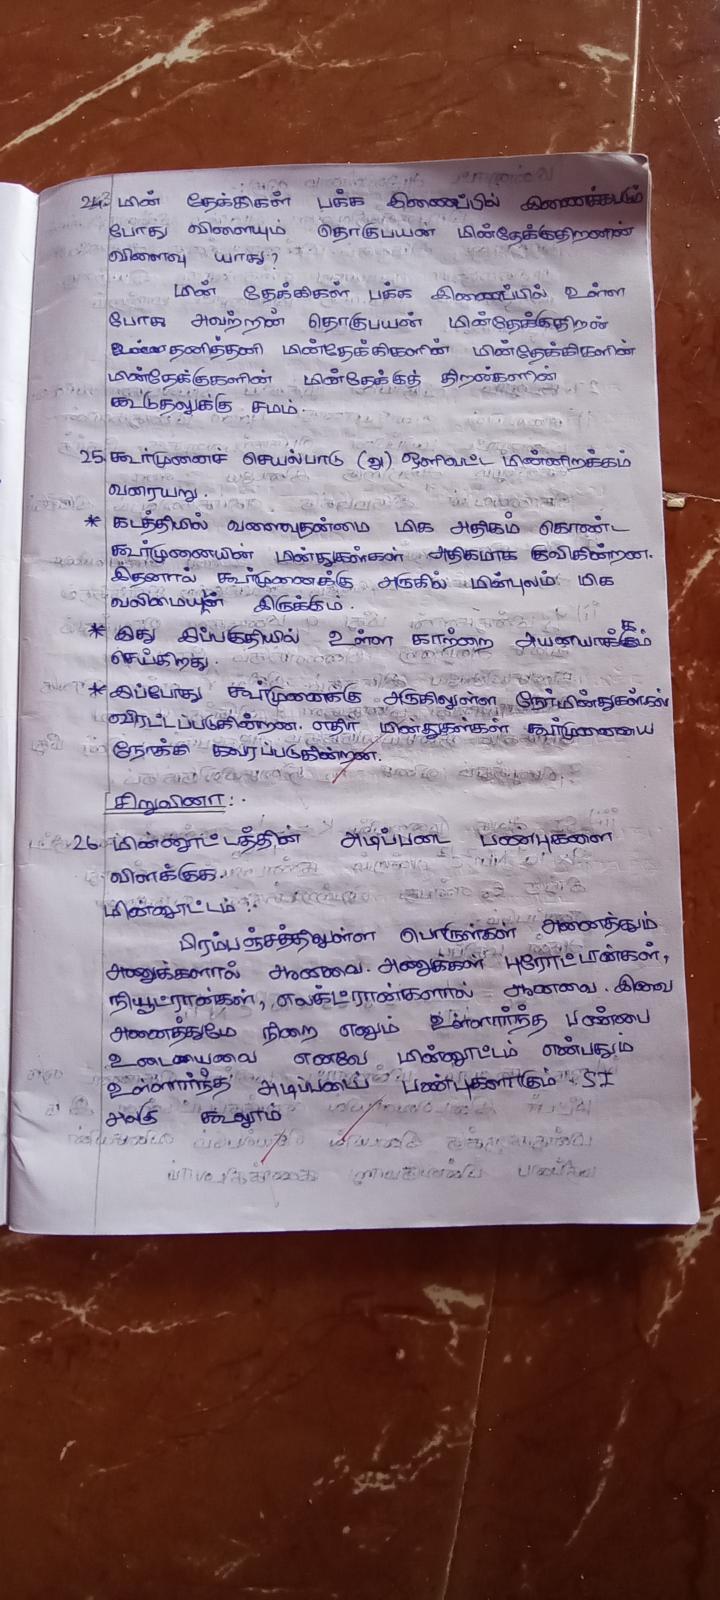 24. மின் தேக்கிகள் பக்க இணைப்பில் இணைக்கபடும்
போது விளையும் தொகுபயன் மின்தேக்குதிறனின்
விளைவு யாது?
மின் தேக்கிகள் பக்க இணைப்பில் உள்ள
போது அவற்றின் தொகுபயன் மின்தேக்குதிறன்
தனித்தனி மின்தேக்கிகளின் மின்தேக்கிகளின்
மின்தேக்குகளின் மின்தேக்குத் திறன்களின்
கூடுதலுக்கு சமம்.
25. கூர்முனைச் செயல்பாடு (அ) ஒளிவட்ட மின்னிறக்கம்
வரையறு.
* கடத்தியில் வளைவுதன்மை மிக அதிகம் கொண்ட
கூர்முனையின் மின்துகள்கள் அதிகமாக குவிகின்றன.
இதனால் கூர்முனைக்கு அருகில் மின்புலம் மிக
வலிமையுன் இருக்கும்.
* இது இப்பகுதியில் உள்ள காற்றை அயனியாக்கம்
செய்கிறது.
* இப்போது கூர்முனைக்கு அருகிலுள்ள நேர்மின்துகள்கள்
விரட்டப்படுகின்றன. எதிர் மின்துகள்கள் கூர்முனையை
நோக்கி கவரப்படுகின்றன.
சிறுவினா:-
26. மின்னூட்டத்தின் அடிப்படை பண்புகளை
விளக்குக.
மின்னூட்டம்:-
பிரம்பஞ்சத்திலுள்ள பொருள்கள் அனைத்தும்
அணுக்களால் ஆனவை. அணுக்கள் புரோட்டான்கள்,
நியூட்ரான்கள், எலக்ட்ரான்களால் ஆனவை. இவை
அனைத்துமே நிறை எனும் உள்ளார்ந்த பண்பை
உடையவை எனவே மின்னூட்டம் என்பதும்
உள்ளார்ந்த அடிப்படை பண்புகளாகும். SI
அலகு கூலூம்